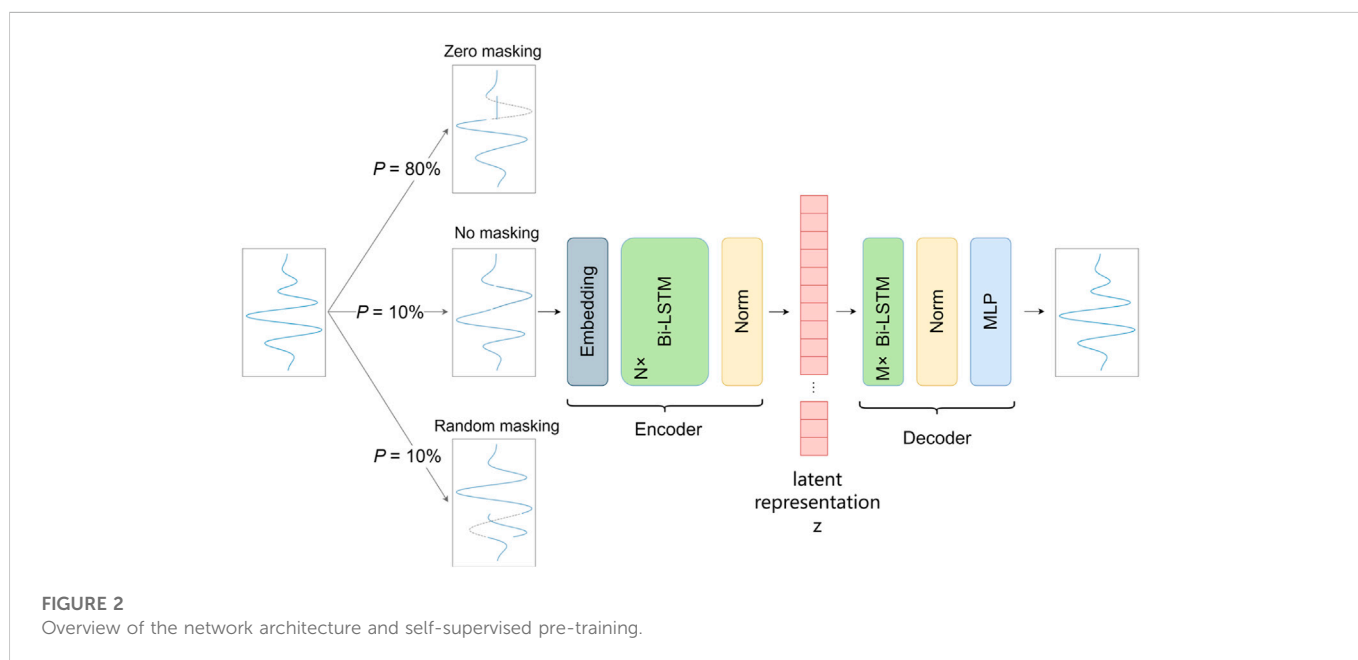 Zero masking
P = 80%
No masking
P = 10%
Random masking
P = 10%
Embedding
N× Bi-LSTM
Norm
Encoder
...
latent
representation
z
M× Bi-LSTM
Norm
MLP
Decoder
FIGURE 2
Overview of the network architecture and self-supervised pre-training.